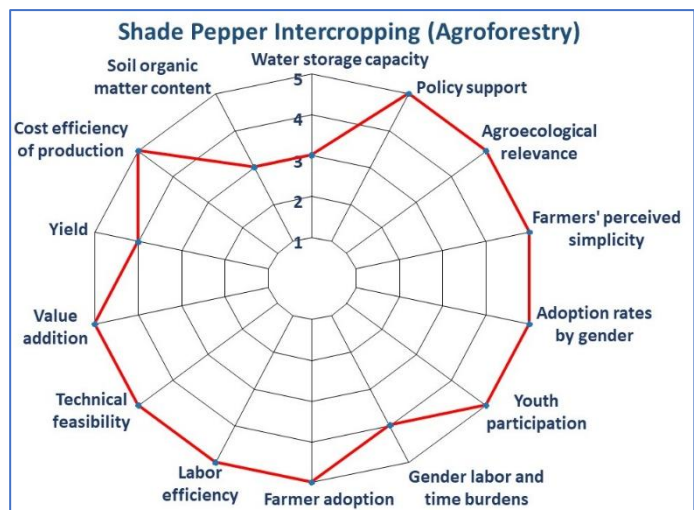 Shade Pepper Intercropping (Agroforestry)
Water storage capacity
Policy support
Agroecological
relevance
Farmers' perceived
simplicity
Adoption rates
by gender
Youth
participation
Gender labor and
time burdens
Farmer adoption
Labor
efficiency
Technical
feasibility
Value
addition
Yield
Cost efficiency
of production
Soil organic
matter content
5
4
3
2
1